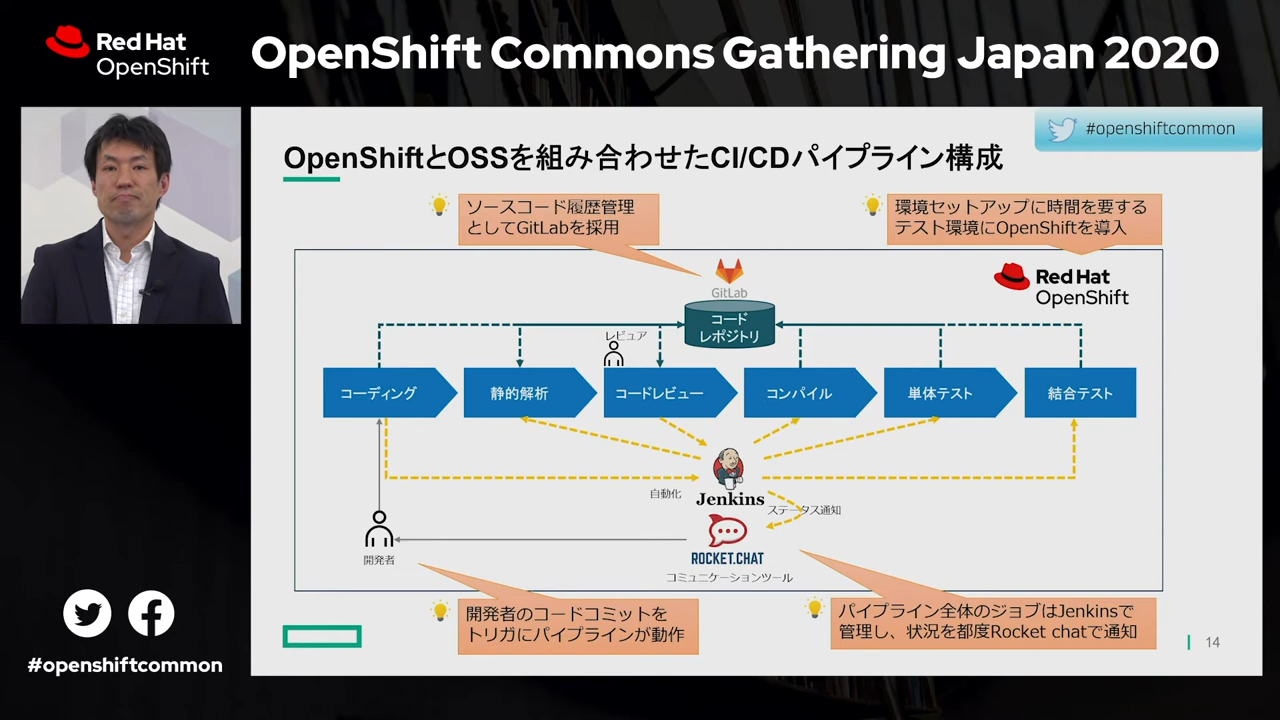 Red Hat
OpenShift
OpenShift Commons Gathering Japan 2020
#openshiftcommon
OpenShiftとOSSを組み合わせたCI/CDパイプライン構成
ソースコード履歴管理
としてGitLabを採用
環境セットアップに時間を要する
テスト環境にOpenShiftを導入
GitLab
Red Hat
OpenShift
コード
レポジトリ
レビュア
コーディング
静的解析
コードレビュー
コンパイル
単体テスト
結合テスト
自動化
Jenkins
ステータス通知
ROCKET.CHAT
コミュニケーションツール
開発者
開発者のコードコミットを
トリガにパイプラインが動作
パイプライン全体のジョブはJenkinsで
管理し、状況を都度Rocket chatで通知
14
#openshiftcommon